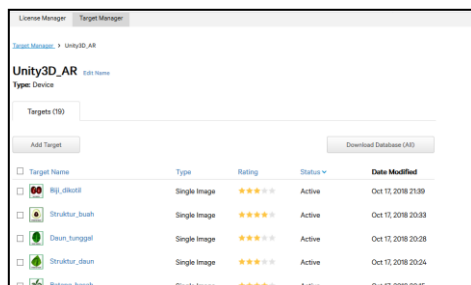 License Manager Target Manager
Target Manager > Unity3D_AR
Unity3D_AR Edit Name
Type: Device
Targets (19)
Add Target Download Database (All)
Target Name Type Rating Status Date Modified
Biji_dikotil Single Image Active Oct 17, 2018 21:39
Struktur_buah Single Image Active Oct 17, 2018 20:33
Daun_tunggal Single Image Active Oct 17, 2018 20:28
Struktur_daun Single Image Active Oct 17, 2018 20:24